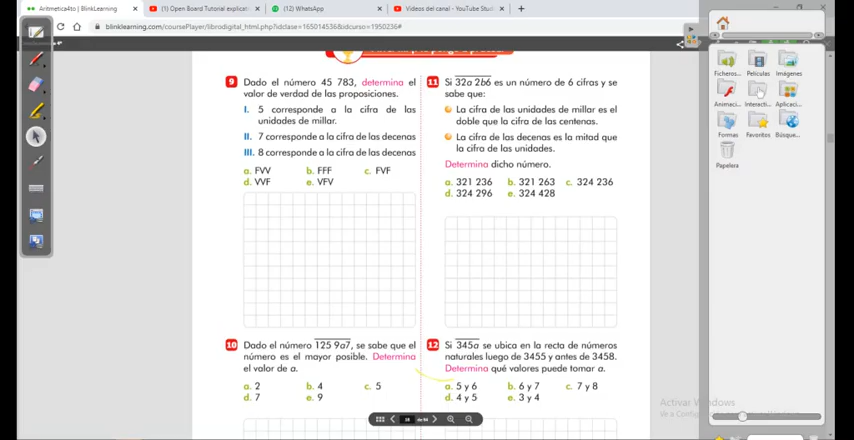 Aritmetica4to | BlinkLearning
(1) Open Board Tutorial explicati
(12) WhatsApp
Videos del canal - YouTube Stud
blinklearning.com/coursePlayer/librodigital_html.php?idclase=165014536&idcurso=1950236#
9 Dado el número 45 783, determina el
valor de verdad de las proposiciones.
I. 5 corresponde a la cifra de las
unidades de millar.
II. 7 corresponde a la cifra de las decenas
III. 8 corresponde a la cifra de las decenas
a. FVV b. FFF c. FVF
d. VVF e. VFV
10 Dado el número 125 9a7, se sabe que el
número es el mayor posible. Determina
el valor de a.
a. 2 b. 4 c. 5
d. 7 e. 9
11 Si 32a 2b6 es un número de 6 cifras y se
sabe que:
La cifra de las unidades de millar es el
doble que la cifra de las centenas.
La cifra de las decenas es la mitad que
la cifra de las unidades.
Determina dicho número.
a. 321 236 b. 321 263 c. 324 236
d. 324 296 e. 324 428
12 Si 345a se ubica en la recta de números
naturales luego de 3455 y antes de 3458.
Determina qué valores puede tomar a.
a. 5 y 6 b. 6 y 7 c. 7 y 8
d. 4 y 5 e. 3 y 4
Ficheros... Películas Imágenes
Animaci... Interacti... Aplicaci...
Formas Favoritos Búsque...
Papelera
Activar Windows